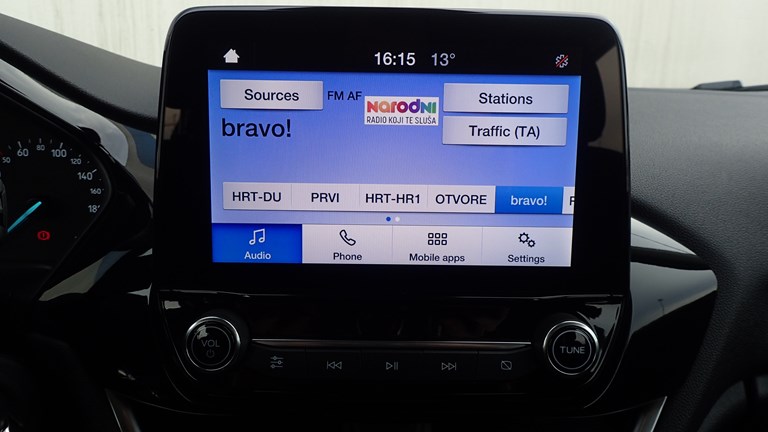 16:15 13°
Sources
FM AF
NARODNI
RADIO KOJI TE SLUŠA
Stations
bravo!
Traffic (TA)
HRT-DU PRVI HRT-HR1 OTVORE bravo!
Audio Phone Mobile apps Settings
60 80 100
140
160
VOL
TUNE